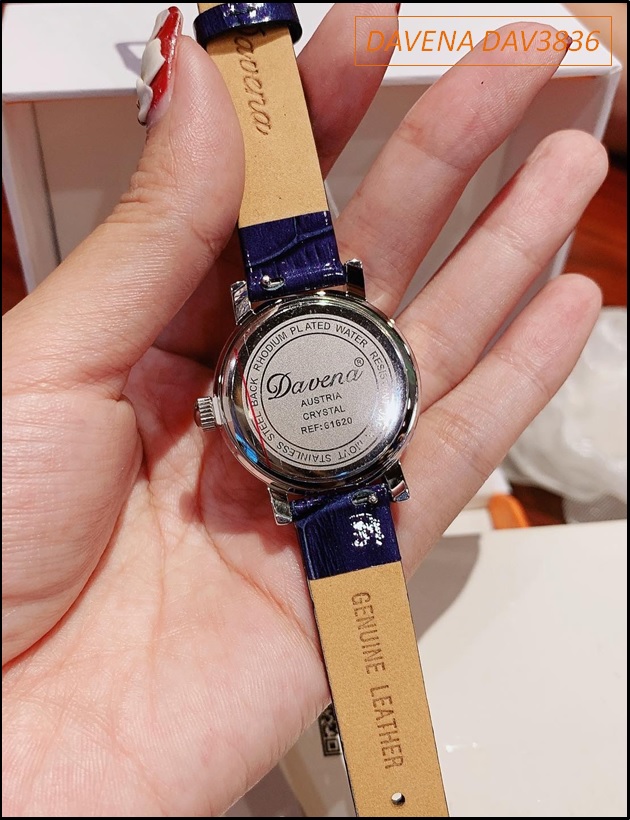 DAVENA DAV3836
Davena
RHODIUM PLATED WATER
STAINLESS STEEL BACK
Davena®
AUSTRIA
CRYSTAL
REF:61620
GENUINE LEATHER